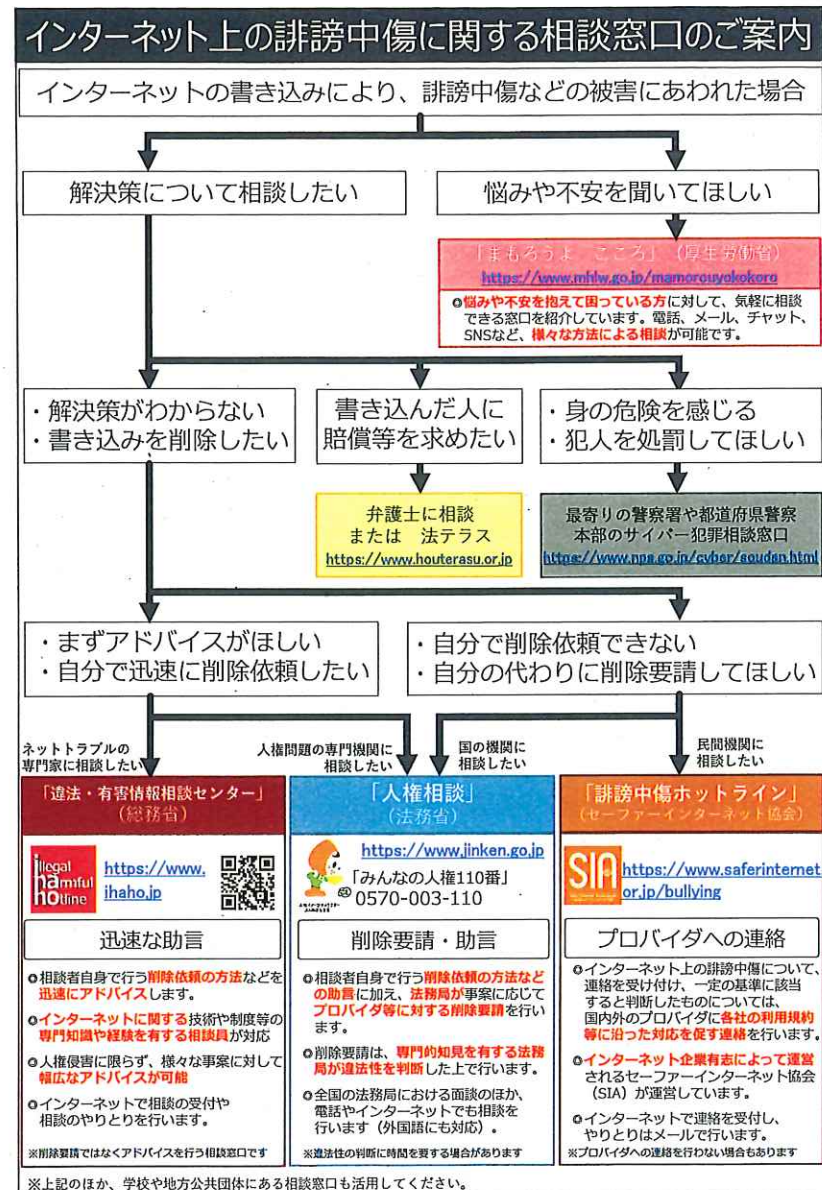 インターネット上の誹謗中傷に関する相談窓口のご案内
インターネットの書き込みにより、誹謗中傷などの被害にあわれた場合
解決策について相談したい
悩みや不安を聞いてほしい
「まもろうよ　こころ」（厚生労働省）
https://www.mhlw.go.jp/mamorouyokokoro
◎悩みや不安を抱えて困っている方に対して、気軽に相談
できる窓口を紹介しています。電話、メール、チャット、
SNSなど、様々な方法による相談が可能です。
・解決策がわからない
・書き込みを削除したい
書き込んだ人に
賠償等を求めたい
・身の危険を感じる
・犯人を処罰してほしい
弁護士に相談
または　法テラス
https://www.houterasu.or.jp
最寄りの警察署や都道府県警察
本部のサイバー犯罪相談窓口
https://www.npa.go.jp/cyber/soudan.html
・まずアドバイスがほしい
・自分で迅速に削除依頼したい
・自分で削除依頼できない
・自分の代わりに削除要請してほしい
ネットトラブルの
専門家に相談したい
人権問題の専門機関に
相談したい
国の機関に
相談したい
民間機関に
相談したい
「違法・有害情報相談センター」
（総務省）
illegal
harmful
hotline
https://www.
ihaho.jp
迅速な助言
◎相談者自身で行う削除依頼の方法などを
迅速にアドバイスします。
◎インターネットに関する技術や制度等の
専門知識や経験を有する相談員が対応
◎人権侵害に限らず、様々な事案に対して
幅広なアドバイスが可能
◎インターネットで相談の受付や
相談のやりとりを行います。
※削除要請ではなくアドバイスを行う相談窓口です
「人権相談」
（法務省）
https://www.jinken.go.jp
「みんなの人権110番」
0570-003-110
削除要請・助言
◎相談者自身で行う削除依頼の方法など
の助言に加え、法務局が事案に応じて
プロバイダ等に対する削除要請を行い
ます。
◎削除要請は、専門的知見を有する法務
局が違法性を判断した上で行います。
◎全国の法務局における面談のほか、
電話やインターネットでも相談を
行います（外国語にも対応）。
※違法性の判断に時間を要する場合があります
「誹謗中傷ホットライン」
（セーファーインターネット協会）
SIA
https://www.saferinternet
or.jp/bullying
プロバイダへの連絡
◎インターネット上の誹謗中傷について、
連絡を受け付け、一定の基準に該当
すると判断したものについては、
国内外のプロバイダに各社の利用規約
等に沿った対応を促す連絡を行います。
◎インターネット企業有志によって運営
されるセーファーインターネット協会
（SIA）が運営しています。
◎インターネットで連絡を受付し、
やりとりはメールで行います。
※プロバイダへの連絡を行わない場合もあります
※上記のほか、学校や地方公共団体にある相談窓口も活用してください。